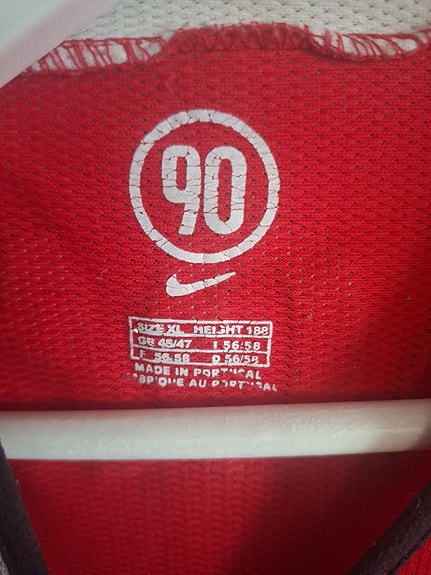 90
SIZE XL HEIGHT 188
GB 45/47 I 56/58
F 56/58 D 56/58
MADE IN PORTUGAL
AU PORTUGAL